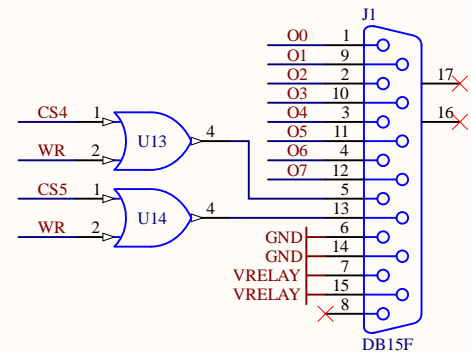 J1
O0 1
O1 9
O2 2
17
O3 10
CS4 1
O4 3
16
U13 4
O5 11
WR 2
O6 4
O7 12
CS5 1
5
U14 4
13
WR 2
GND 6
GND 14
VRELAY 7
VRELAY 15
8
DB15F